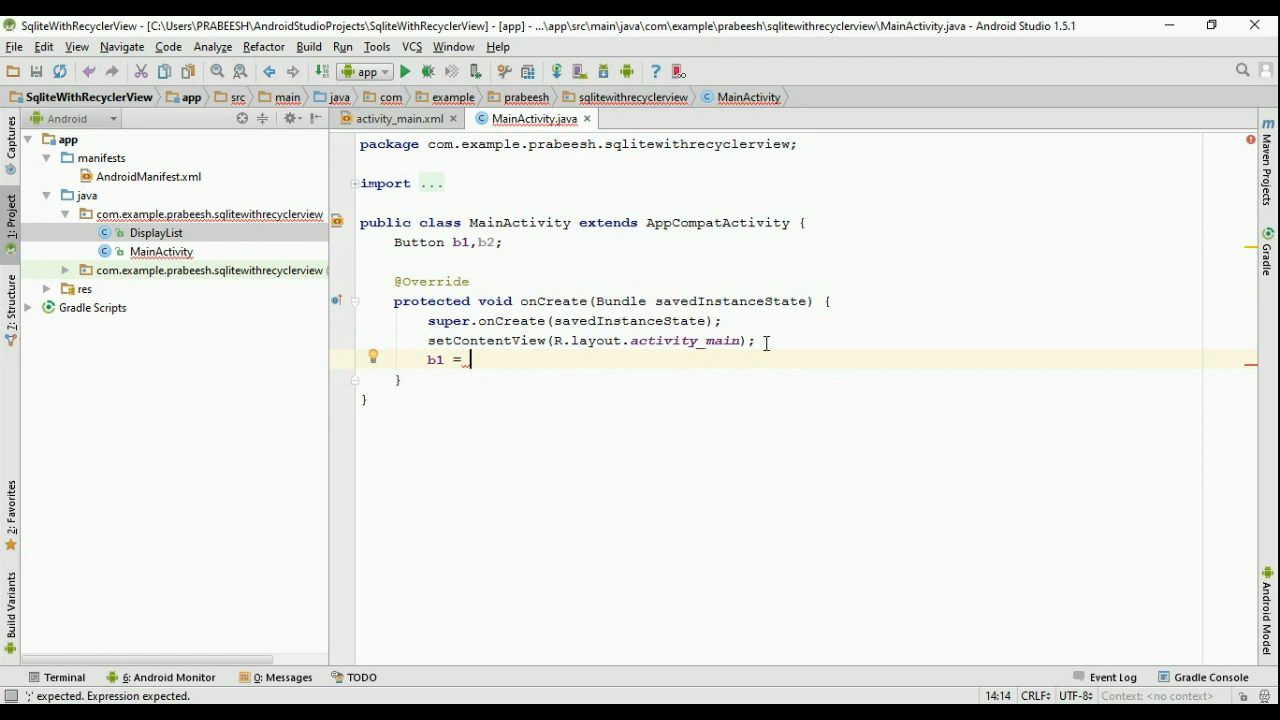 SqliteWithRecyclerView - [C:\Users\PRABEESH\AndroidStudioProjects\SqliteWithRecyclerView] - [app] - ...\app\src\main\java\com\example\prabeesh\sqlitewithrecyclerview\MainActivity.java - Android Studio 1.5.1
File Edit View Navigate Code Analyze Refactor Build Run Tools VCS Window Help
app
SqliteWithRecyclerView app src main java com example prabeesh sqlitewithrecyclerview MainActivity
Android
activity_main.xml MainActivity.java
app
manifests
AndroidManifest.xml
java
com.example.prabeesh.sqlitewithrecyclerview
DisplayList
MainActivity
com.example.prabeesh.sqlitewithrecyclerview (
res
Gradle Scripts
Captures
1: Project
7: Structure
2: Favorites
Build Variants
package com.example.prabeesh.sqlitewithrecyclerview;
import ...
public class MainActivity extends AppCompatActivity {
Button b1,b2;
@Override
protected void onCreate(Bundle savedInstanceState) {
super.onCreate(savedInstanceState);
setContentView(R.layout.activity_main);
b1 =
}
}
m
Maven Projects
Gradle
Android Model
Terminal 6: Android Monitor 0: Messages TODO Event Log Gradle Console
';' expected. Expression expected. 14:14 CRLF UTF-8 Context: <no context>